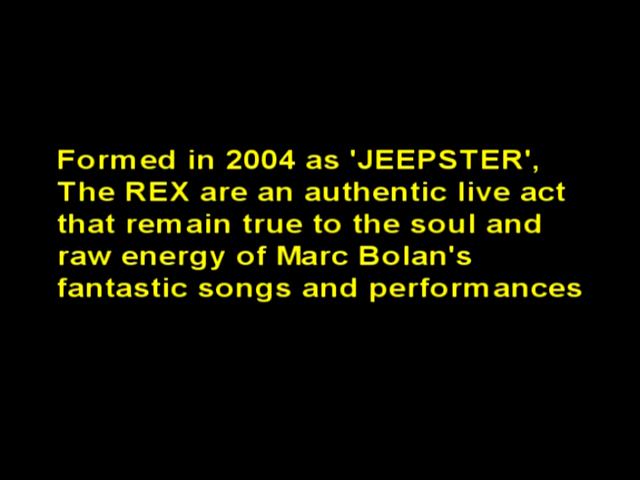 Formed in 2004 as 'JEEPSTER',
The REX are an authentic live act
that remain true to the soul and
raw energy of Marc Bolan's
fantastic songs and performances